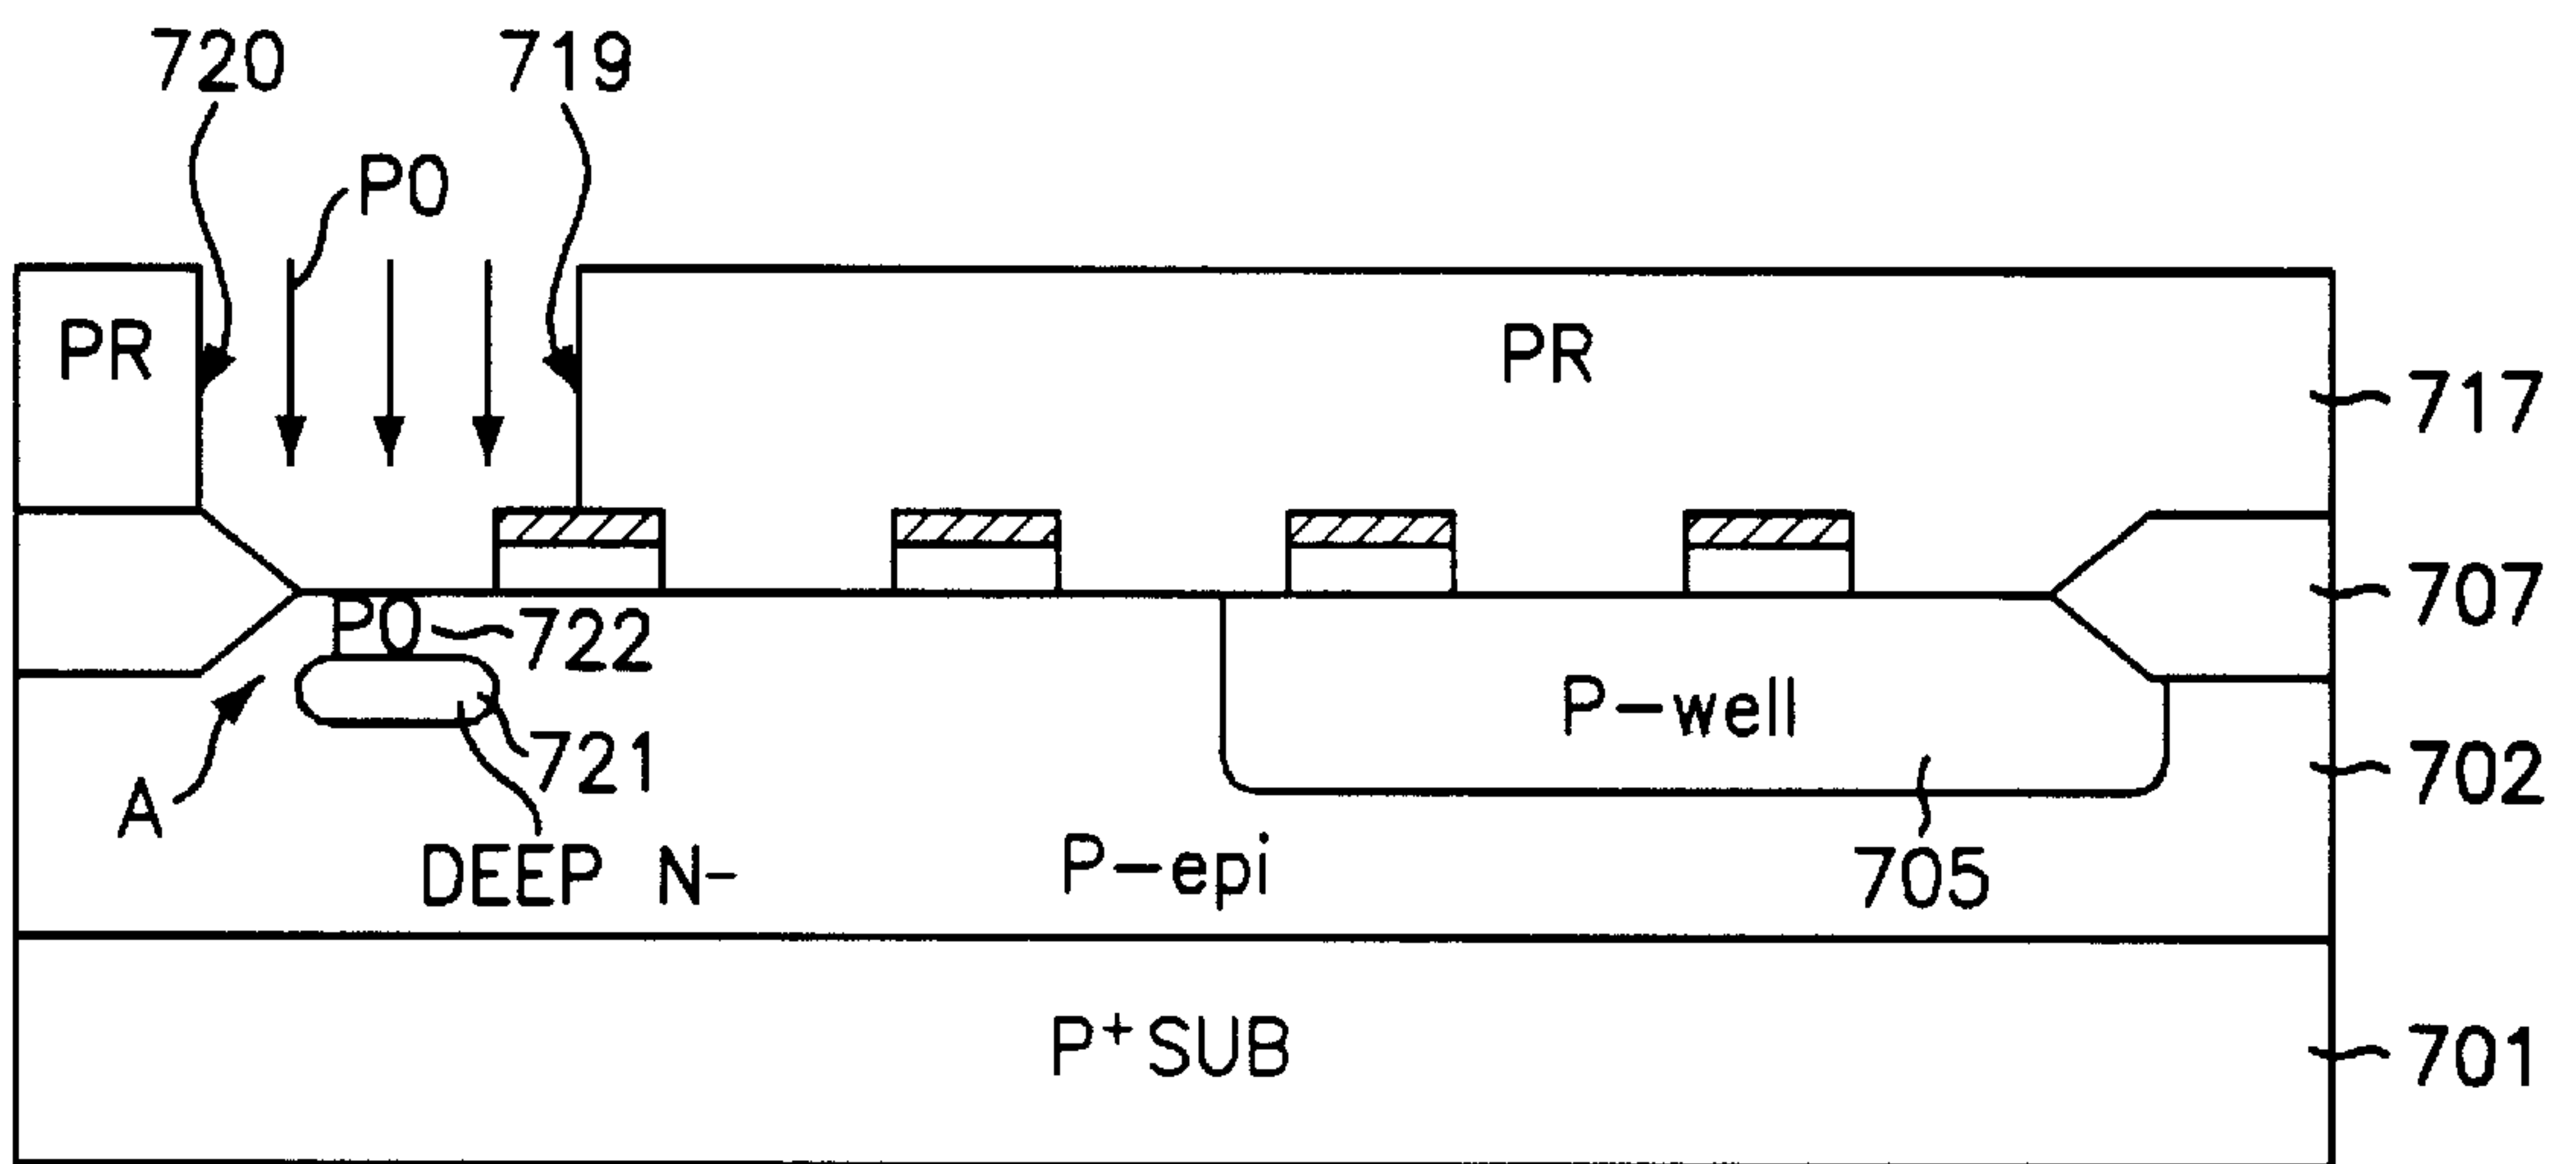 720
719
P0
PR
PR
717
707
P0
722
P-well
721
702
A
DEEP N-
P-epi
705
P+ SUB
701